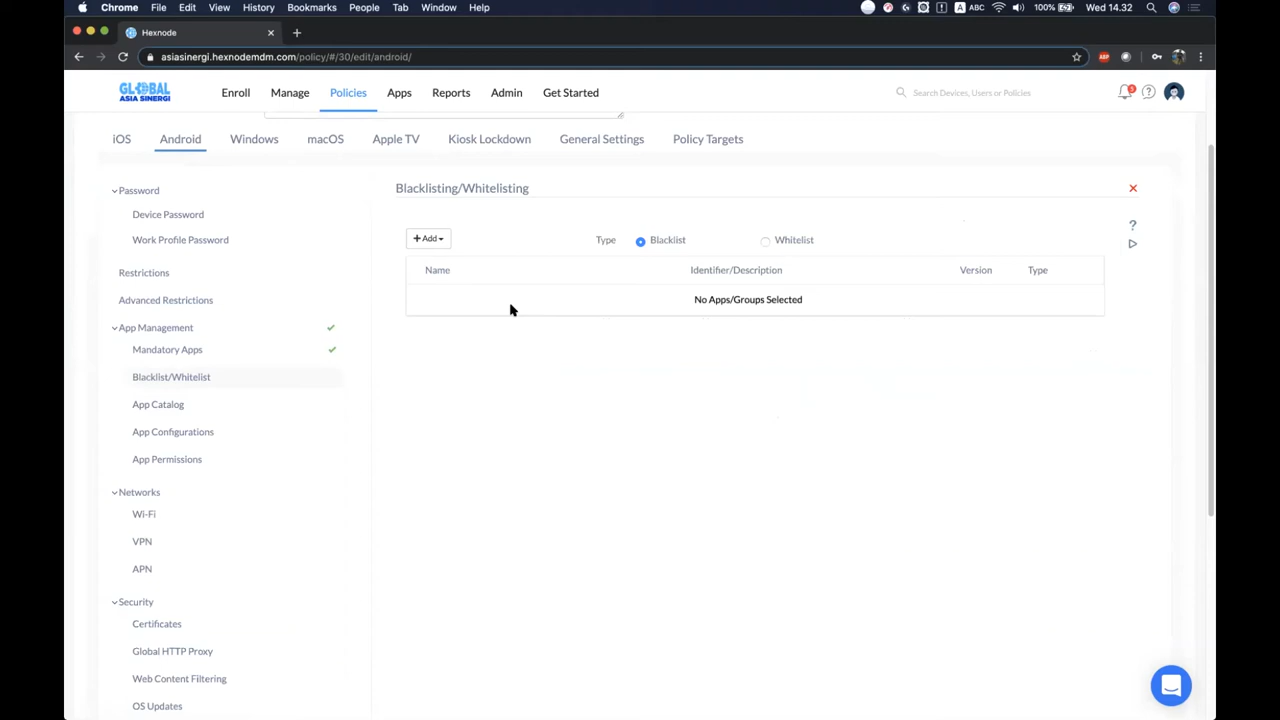 Chrome File Edit View History Bookmarks People Tab Window Help ABC 100% Wed 14.32
Hexnode
asiasinergi.hexnodemdm.com/policy/#/30/edit/android/ ABP
GLOBAL
ASIA SINERGI
Enroll Manage Policies Apps Reports Admin Get Started Search Devices, Users or Policies 5
iOS Android Windows macOS Apple TV Kiosk Lockdown General Settings Policy Targets
Password
Device Password
Work Profile Password
Restrictions
Advanced Restrictions
App Management
Mandatory Apps
Blacklist/Whitelist
App Catalog
App Configurations
App Permissions
Networks
Wi-Fi
VPN
APN
Security
Certificates
Global HTTP Proxy
Web Content Filtering
OS Updates
Blacklisting/Whitelisting
+Add Type Blacklist Whitelist
Name Identifier/Description Version Type
No Apps/Groups Selected